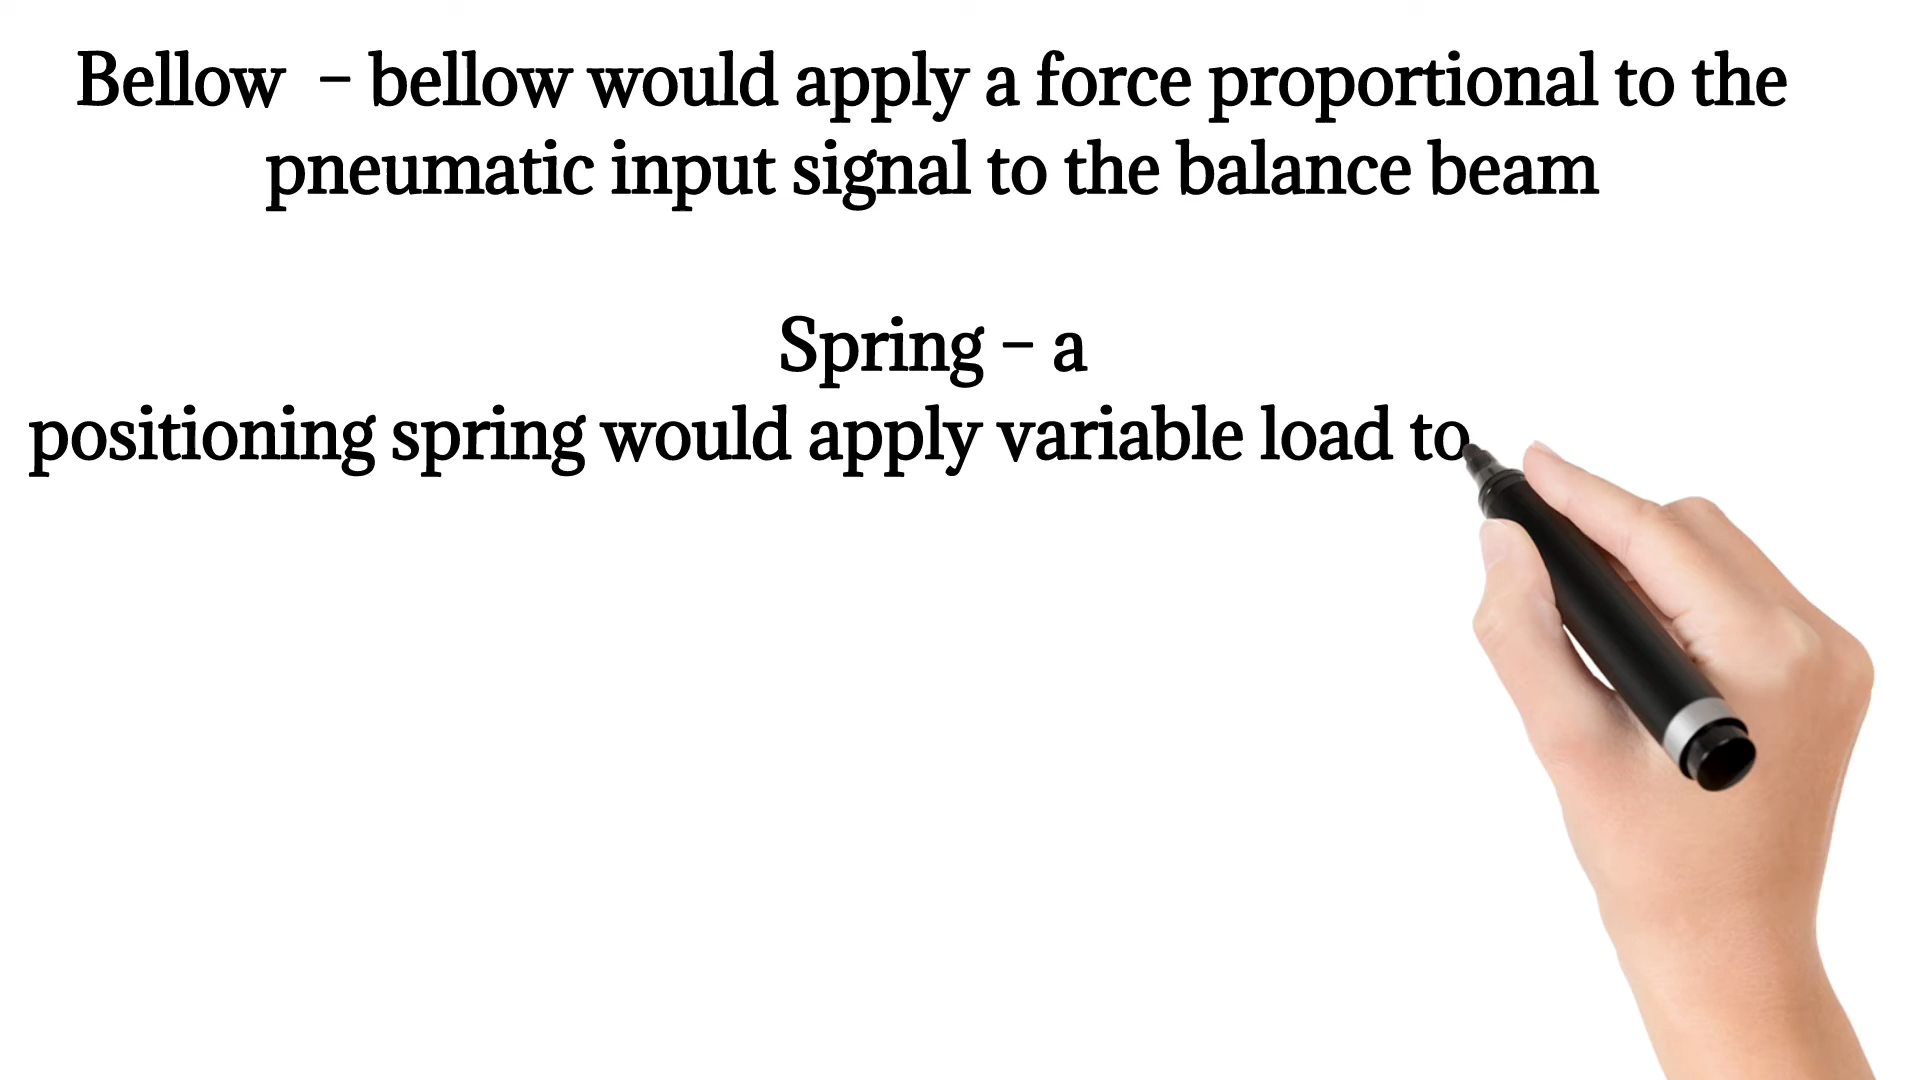 Bellow – bellow would apply a force proportional to the
pneumatic input signal to the balance beam
Spring – a
positioning spring would apply variable load to